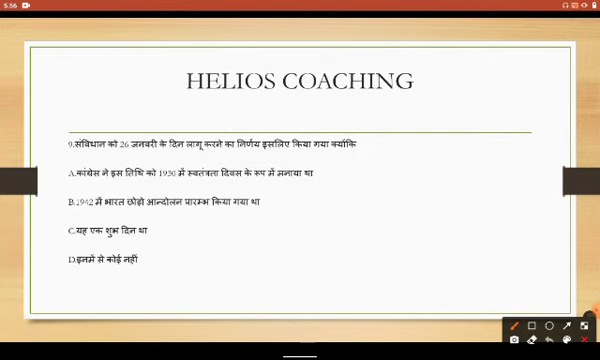 5:56
HELIOS COACHING
9.संविधान को 26 जनवरी के दिन लागू करने का निर्णय इसलिए किया गया क्योंकि
A.कांग्रेस ने इस तिथि को 1930 में स्वतंत्रता दिवस के रूप में मनाया था
B.1942 में भारत छोड़ो आन्दोलन प्रारम्भ किया गया था
C.यह एक शुभ दिन था
D.इनमें से कोई नहीं